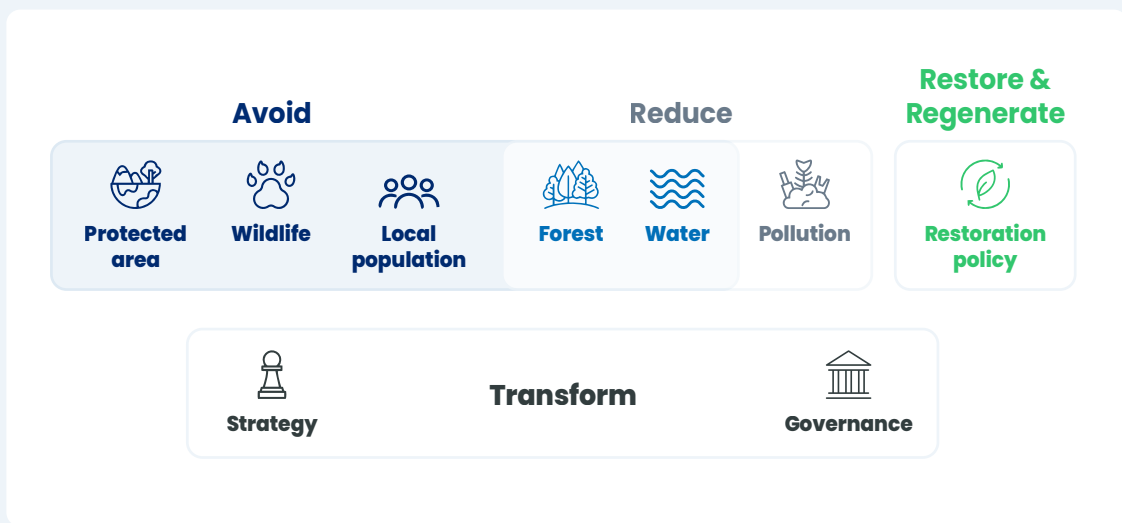 Avoid
Reduce
Restore &
Regenerate
Protected
area
Wildlife
Local
population
Forest
Water
Pollution
Restoration
policy
Strategy
Transform
Governance